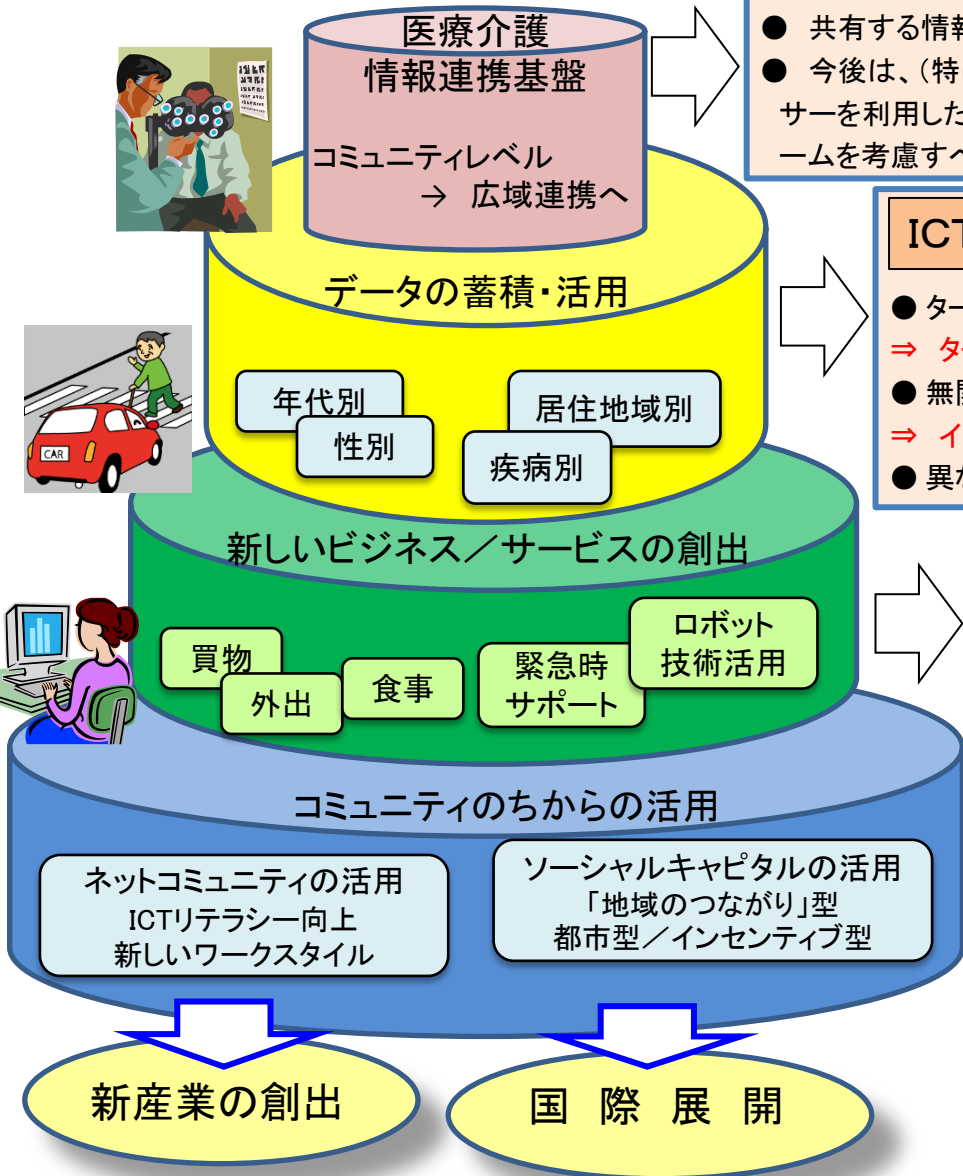 医療介護
情報連携基盤
コミュニティレベル
→ 広域連携へ
● 共有する情報
● 今後は、（特
サーを利用した
ームを考慮すべ
データの蓄積・活用
年代別
性別
居住地域別
疾病別
ICT
● ター
⇒ タ
● 無関
⇒ イ
● 異な
CAR
新しいビジネス／サービスの創出
買物
外出
食事
緊急時
サポート
ロボット
技術活用
コミュニティのちからの活用
ネットコミュニティの活用
ICTリテラシー向上
新しいワークスタイル
ソーシャルキャピタルの活用
「地域のつながり」型
都市型／インセンティブ型
新産業の創出
国 際 展 開